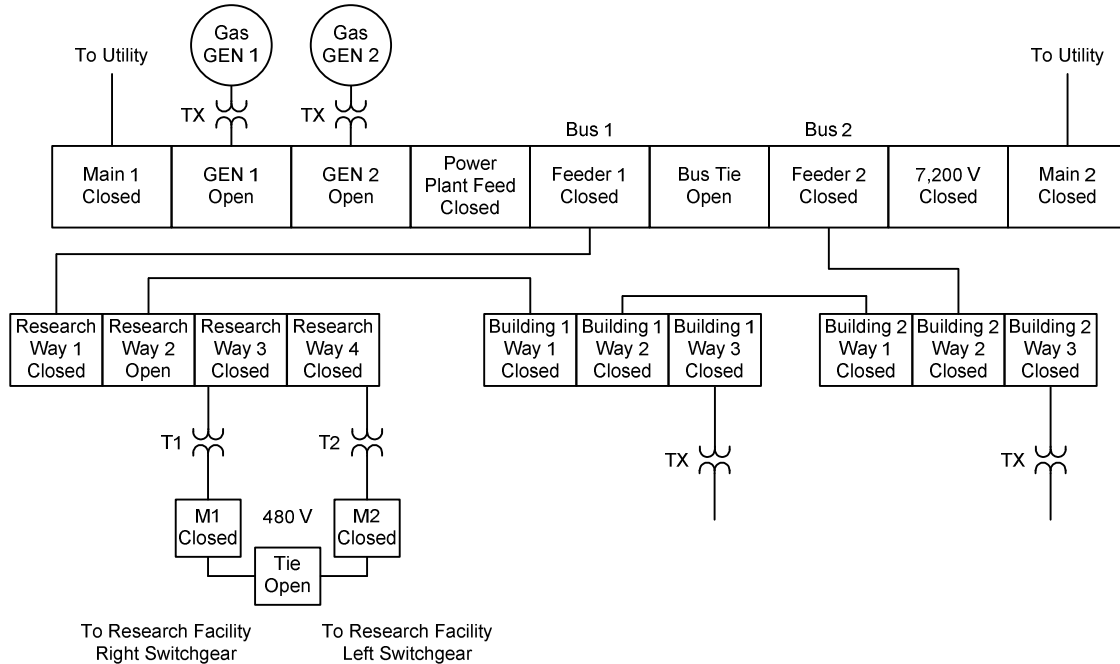 Gas
GEN 1
Gas
GEN 2
To Utility
To Utility
TX
TX
Bus 1
Bus 2
Main 1
Closed
GEN 1
Open
GEN 2
Open
Power
Plant Feed
Closed
Feeder 1
Closed
Bus Tie
Open
Feeder 2
Closed
7,200 V
Closed
Main 2
Closed
Research
Way 1
Closed
Research
Way 2
Open
Research
Way 3
Closed
Research
Way 4
Closed
Building 1
Way 1
Closed
Building 1
Way 2
Closed
Building 1
Way 3
Closed
Building 2
Way 1
Closed
Building 2
Way 2
Closed
Building 2
Way 3
Closed
T1
T2
TX
TX
M1
Closed
480 V
M2
Closed
Tie
Open
To Research Facility
Right Switchgear
To Research Facility
Left Switchgear